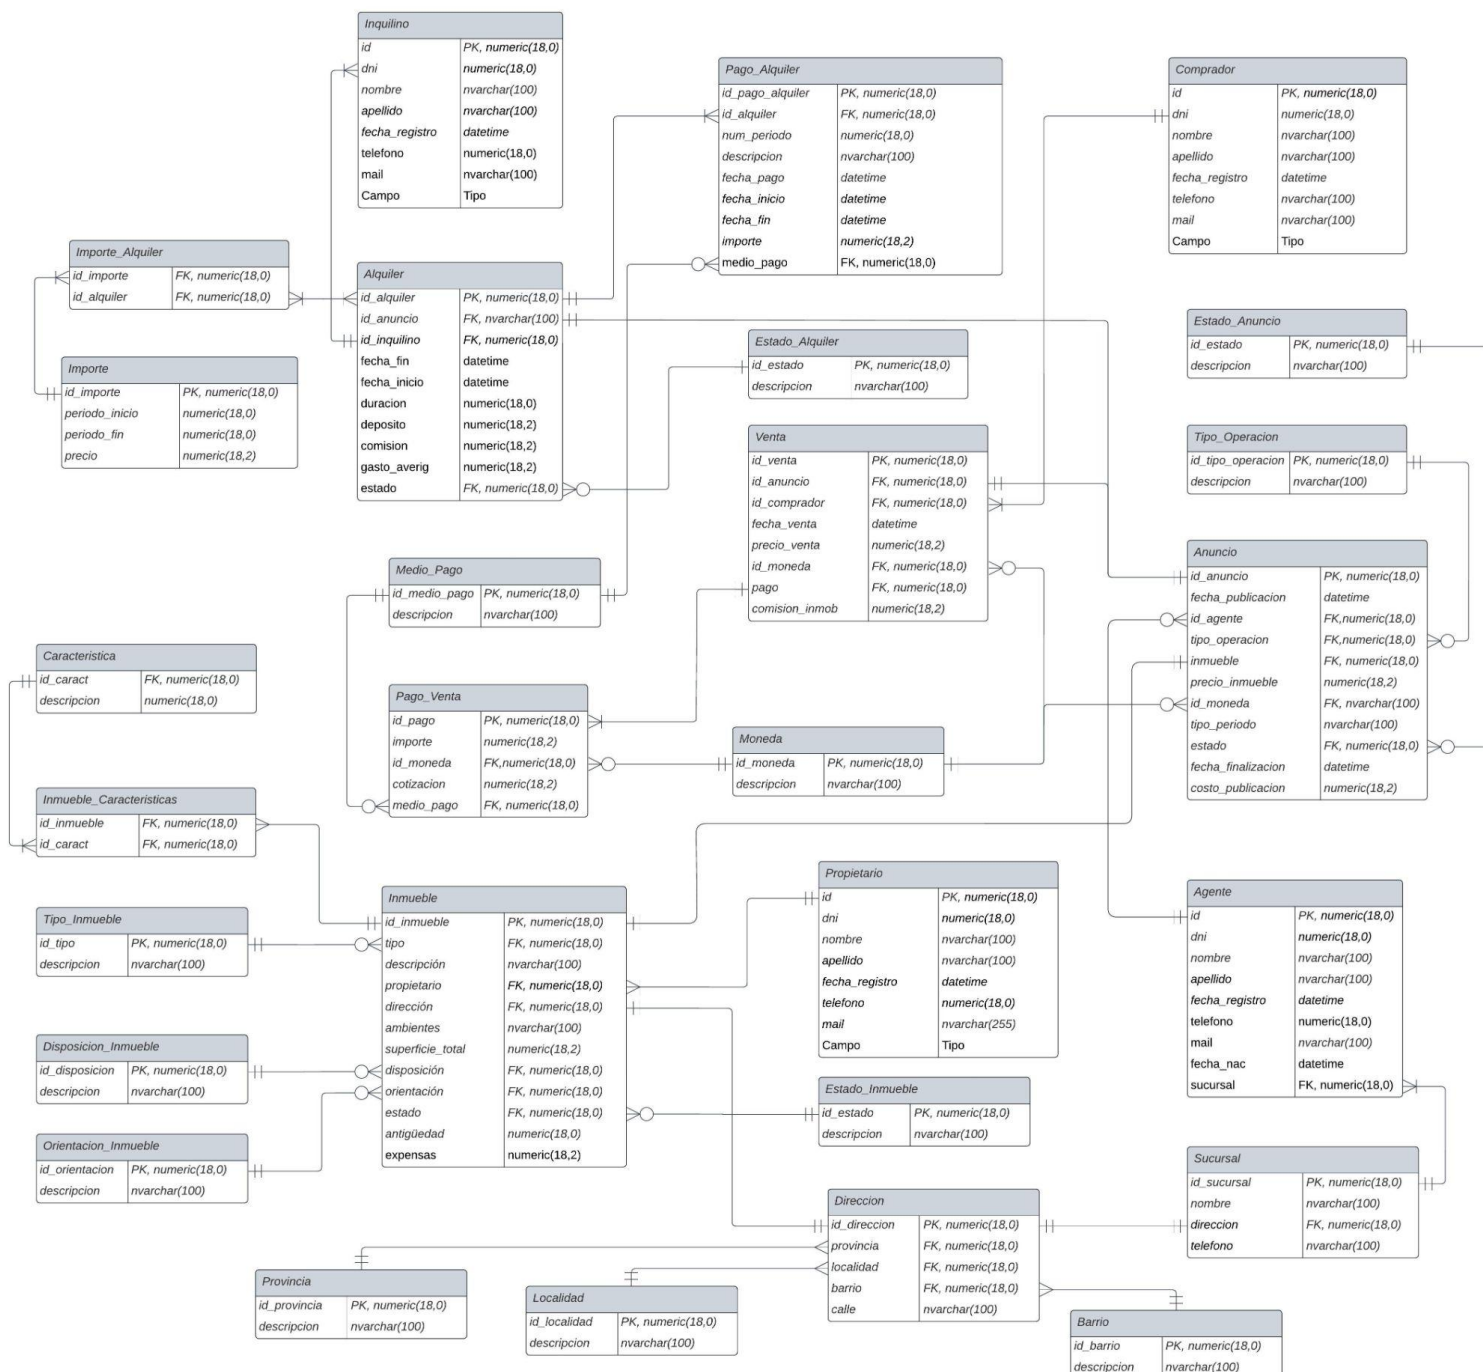 Inquilino
id PK, numeric(18,0)
dni numeric(18,0)
nombre nvarchar(100)
apellido nvarchar(100)
fecha_registro datetime
telefono numeric(18,0)
mail nvarchar(100)
Campo Tipo
Pago_Alquiler
id_pago_alquiler PK, numeric(18,0)
id_alquiler FK, numeric(18,0)
num_periodo numeric(18,0)
descripcion nvarchar(100)
fecha_pago datetime
fecha_inicio datetime
fecha_fin datetime
importe numeric(18,2)
medio_pago FK, numeric(18,0)
Comprador
id PK, numeric(18,0)
dni numeric(18,0)
nombre nvarchar(100)
apellido nvarchar(100)
fecha_registro datetime
telefono nvarchar(100)
mail nvarchar(100)
Campo Tipo
Importe_Alquiler
id_importe FK, numeric(18,0)
id_alquiler FK, numeric(18,0)
Alquiler
id_alquiler PK, numeric(18,0)
id_anuncio FK, nvarchar(100)
id_inquilino FK, numeric(18,0)
fecha_fin datetime
fecha_inicio datetime
duracion numeric(18,0)
deposito numeric(18,2)
comision numeric(18,2)
gasto_averig numeric(18,2)
estado FK, numeric(18,0)
Importe
id_importe PK, numeric(18,0)
periodo_inicio numeric(18,0)
periodo_fin numeric(18,0)
precio numeric(18,2)
Estado_Alquiler
id_estado PK, numeric(18,0)
descripcion nvarchar(100)
Estado_Anuncio
id_estado PK, numeric(18,0)
descripcion nvarchar(100)
Venta
id_venta PK, numeric(18,0)
id_anuncio FK, numeric(18,0)
id_comprador FK, numeric(18,0)
fecha_venta datetime
precio_venta numeric(18,2)
id_moneda FK, numeric(18,0)
pago FK, numeric(18,0)
comision_inmob numeric(18,2)
Tipo_Operacion
id_tipo_operacion PK, numeric(18,0)
descripcion nvarchar(100)
Medio_Pago
id_medio_pago PK, numeric(18,0)
descripcion nvarchar(100)
Anuncio
id_anuncio PK, numeric(18,0)
fecha_publicacion datetime
id_agente FK,numeric(18,0)
tipo_operacion FK,numeric(18,0)
inmueble FK, numeric(18,0)
precio_inmueble numeric(18,2)
id_moneda FK, nvarchar(100)
tipo_periodo nvarchar(100)
estado FK, numeric(18,0)
fecha_finalizacion datetime
costo_publicacion numeric(18,2)
Caracteristica
id_caract FK, numeric(18,0)
descripcion numeric(18,0)
Pago_Venta
id_pago PK, numeric(18,0)
importe numeric(18,2)
id_moneda FK,numeric(18,0)
cotizacion numeric(18,2)
medio_pago FK, numeric(18,0)
Moneda
id_moneda PK, numeric(18,0)
descripcion nvarchar(100)
Inmueble_Caracteristicas
id_inmueble FK, numeric(18,0)
id_caract FK, numeric(18,0)
Propietario
id PK, numeric(18,0)
dni numeric(18,0)
nombre nvarchar(100)
apellido nvarchar(100)
fecha_registro datetime
telefono numeric(18,0)
mail nvarchar(255)
Campo Tipo
Agente
id PK, numeric(18,0)
dni numeric(18,0)
nombre nvarchar(100)
apellido nvarchar(100)
fecha_registro datetime
telefono numeric(18,0)
mail nvarchar(100)
fecha_nac datetime
sucursal FK, numeric(18,0)
Inmueble
id_inmueble PK, numeric(18,0)
tipo FK, numeric(18,0)
descripción nvarchar(100)
propietario FK, numeric(18,0)
dirección FK, numeric(18,0)
ambientes nvarchar(100)
superficie_total numeric(18,2)
disposición FK, numeric(18,0)
orientación FK, numeric(18,0)
estado FK, numeric(18,0)
antigüedad numeric(18,0)
expensas numeric(18,2)
Tipo_Inmueble
id_tipo PK, numeric(18,0)
descripcion nvarchar(100)
Disposicion_Inmueble
id_disposicion PK, numeric(18,0)
descripcion nvarchar(100)
Estado_Inmueble
id_estado PK, numeric(18,0)
descripcion nvarchar(100)
Orientacion_Inmueble
id_orientacion PK, numeric(18,0)
descripcion nvarchar(100)
Sucursal
id_sucursal PK, numeric(18,0)
nombre nvarchar(100)
direccion FK, numeric(18,0)
telefono nvarchar(100)
Direccion
id_direccion PK, numeric(18,0)
provincia FK, numeric(18,0)
localidad FK, numeric(18,0)
barrio FK, numeric(18,0)
calle nvarchar(100)
Provincia
id_provincia PK, numeric(18,0)
descripcion nvarchar(100)
Localidad
id_localidad PK, numeric(18,0)
descripcion nvarchar(100)
Barrio
id_barrio PK, numeric(18,0)
descripcion nvarchar(100)